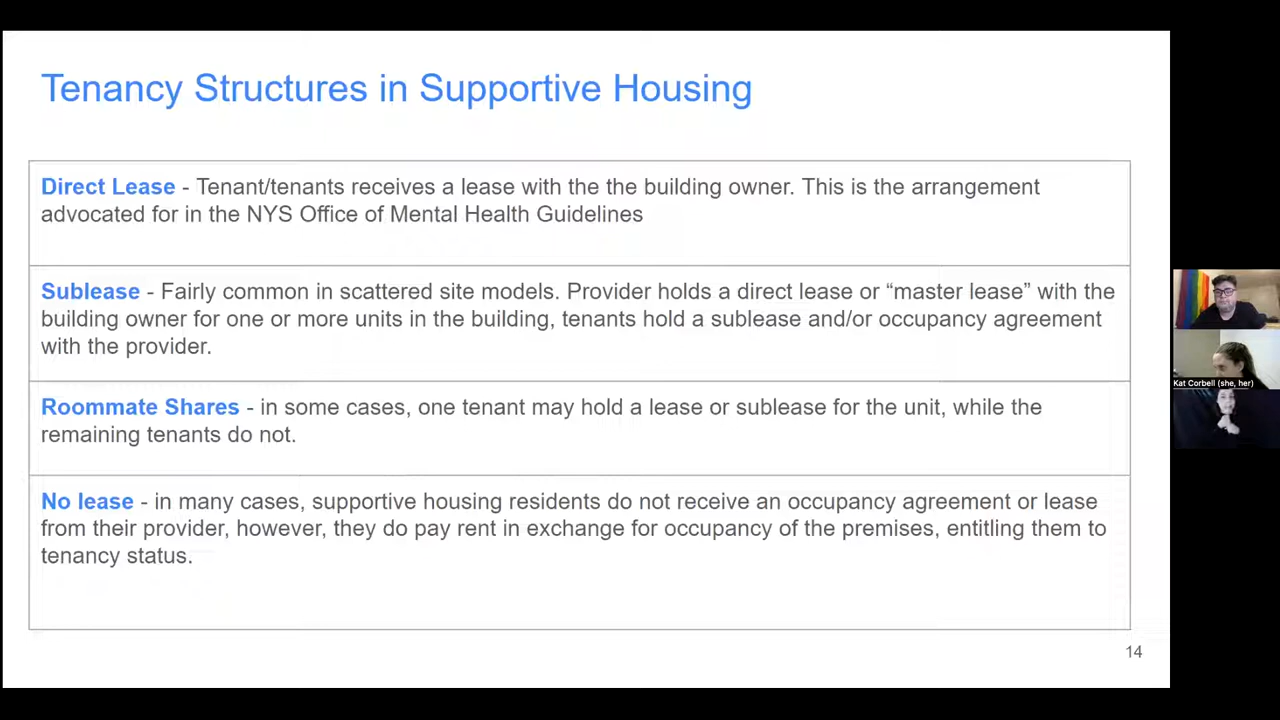 Tenancy Structures in Supportive Housing
Direct Lease - Tenant/tenants receives a lease with the the building owner. This is the arrangement
advocated for in the NYS Office of Mental Health Guidelines
Sublease - Fairly common in scattered site models. Provider holds a direct lease or “master lease” with the
building owner for one or more units in the building, tenants hold a sublease and/or occupancy agreement
with the provider.
Roommate Shares - in some cases, one tenant may hold a lease or sublease for the unit, while the
remaining tenants do not.
No lease - in many cases, supportive housing residents do not receive an occupancy agreement or lease
from their provider, however, they do pay rent in exchange for occupancy of the premises, entitling them to
tenancy status.
14
Kat Corbell (she, her)